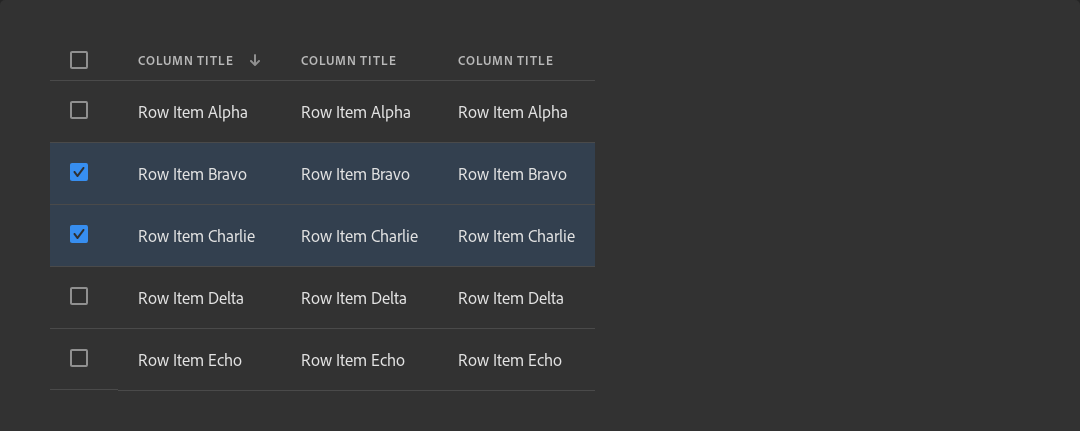 COLUMN TITLE COLUMN TITLE COLUMN TITLE
Row Item Alpha Row Item Alpha Row Item Alpha
Row Item Bravo Row Item Bravo Row Item Bravo
Row Item Charlie Row Item Charlie Row Item Charlie
Row Item Delta Row Item Delta Row Item Delta
Row Item Echo Row Item Echo Row Item Echo